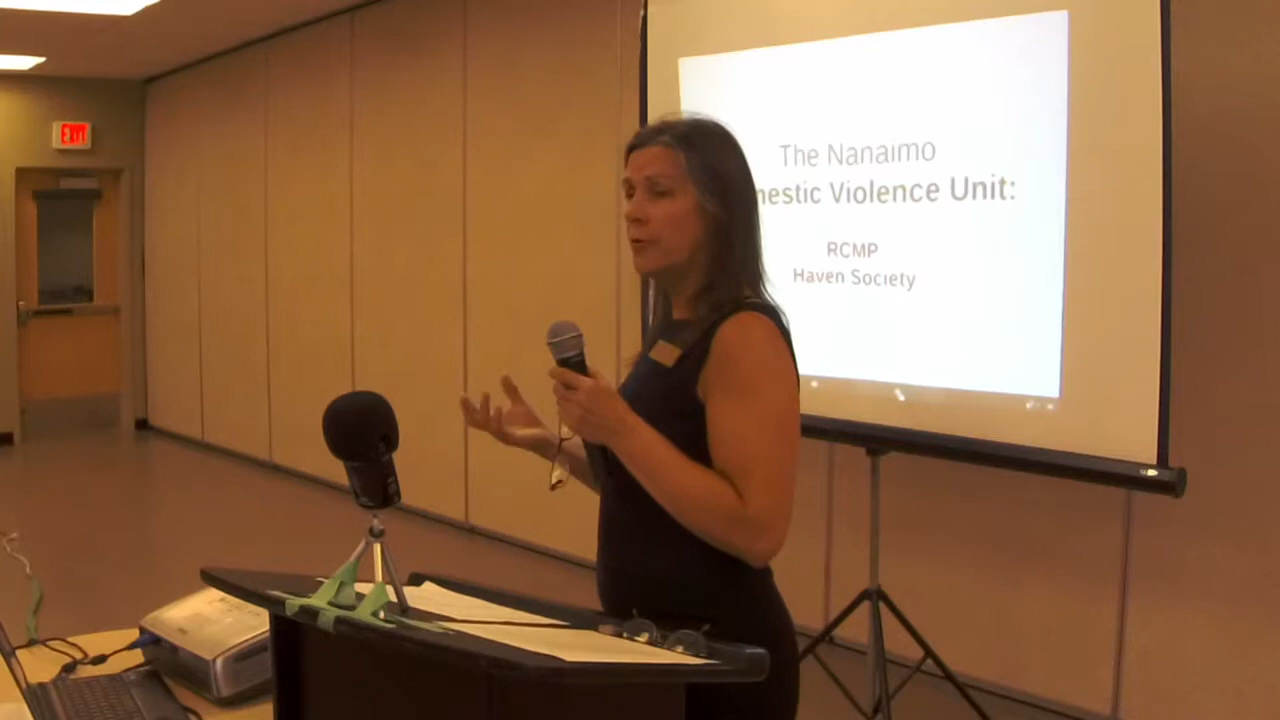 EXIT
The Nanaimo
mestic Violence Unit:
RCMP
Haven Society